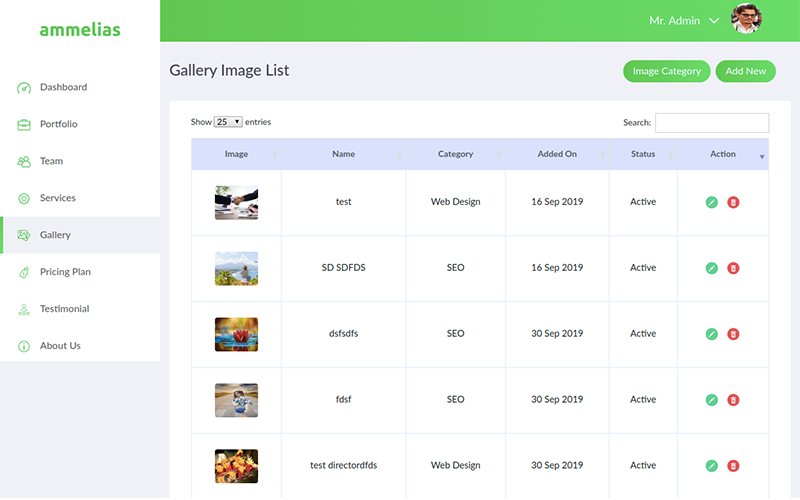 ammelias
Mr. Admin
Dashboard
Portfolio
Team
Services
Gallery
Pricing Plan
Testimonial
About Us
Gallery Image List
Image Category
Add New
Show 25 entries
Search:
Image Name Category Added On Status Action
test Web Design 16 Sep 2019 Active
SD SDFDS SEO 16 Sep 2019 Active
dsfsdfs SEO 30 Sep 2019 Active
fdsf SEO 30 Sep 2019 Active
test directordfds Web Design 30 Sep 2019 Active